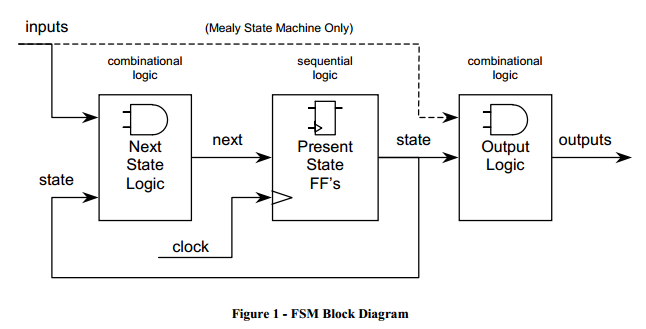 inputs
(Mealy State Machine Only)
combinational
logic
sequential
logic
combinational
logic
Next
State
Logic
next
Present
State
FF's
state
Output
Logic
outputs
state
clock
Figure 1 - FSM Block Diagram